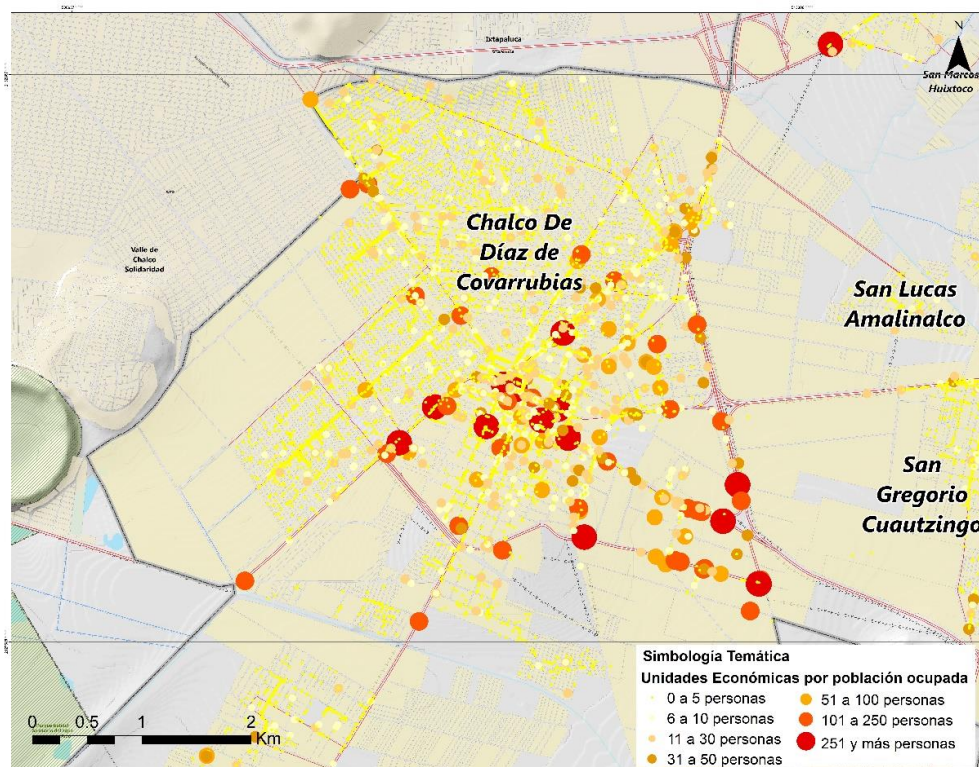 Ixtapaluca
N
San Marcos
Huixtoco
Chalco De
Díaz de
Covarrubias
Valle de
Chalco
Solidaridad
San Lucas
Amalinalco
San
Gregorio
Cuautzingo
0 0.5 1 2
Km
Simbología Temática
Unidades Económicas por población ocupada
0 a 5 personas
6 a 10 personas
11 a 30 personas
31 a 50 personas
51 a 100 personas
101 a 250 personas
251 y más personas